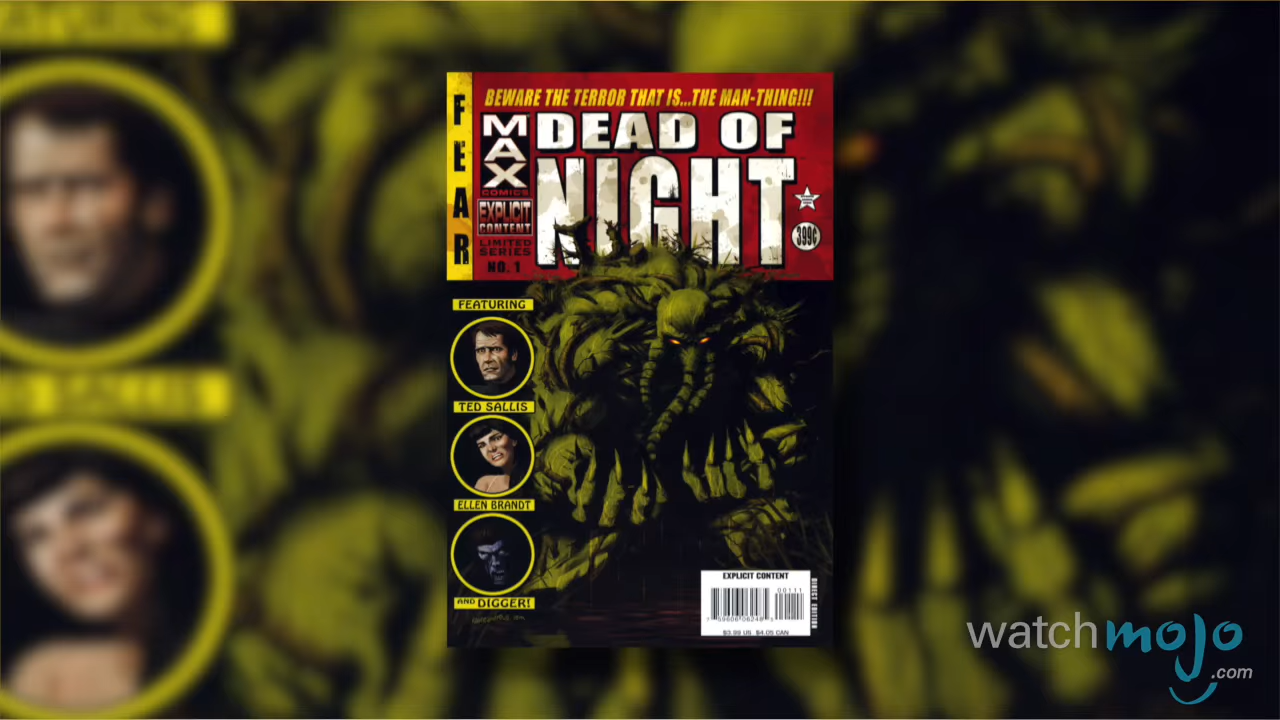 BEWARE THE TERROR THAT IS...THE MAN-THING!!!
FEAR
MAX
COMICS
EXPLICIT
CONTENT
LIMITED
SERIES
NO. 1
DEAD OF
NIGHT
399¢
FEATURING
TED SALLIS
ELLEN BRANDT
AND DIGGER!
EXPLICIT CONTENT
00111
DIRECT EDITION
$3.99 US $4.05 CAN
watchmojo
.com